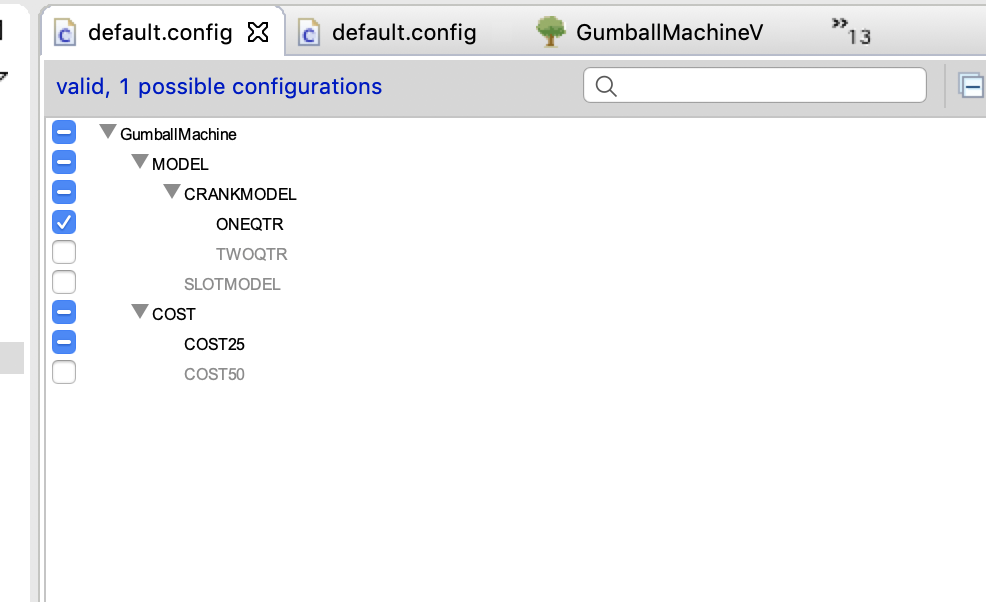 default.config
default.config
GumballMachineV
»13
valid, 1 possible configurations
GumballMachine
MODEL
CRANKMODEL
ONEQTR
TWOQTR
SLOTMODEL
COST
COST25
COST50